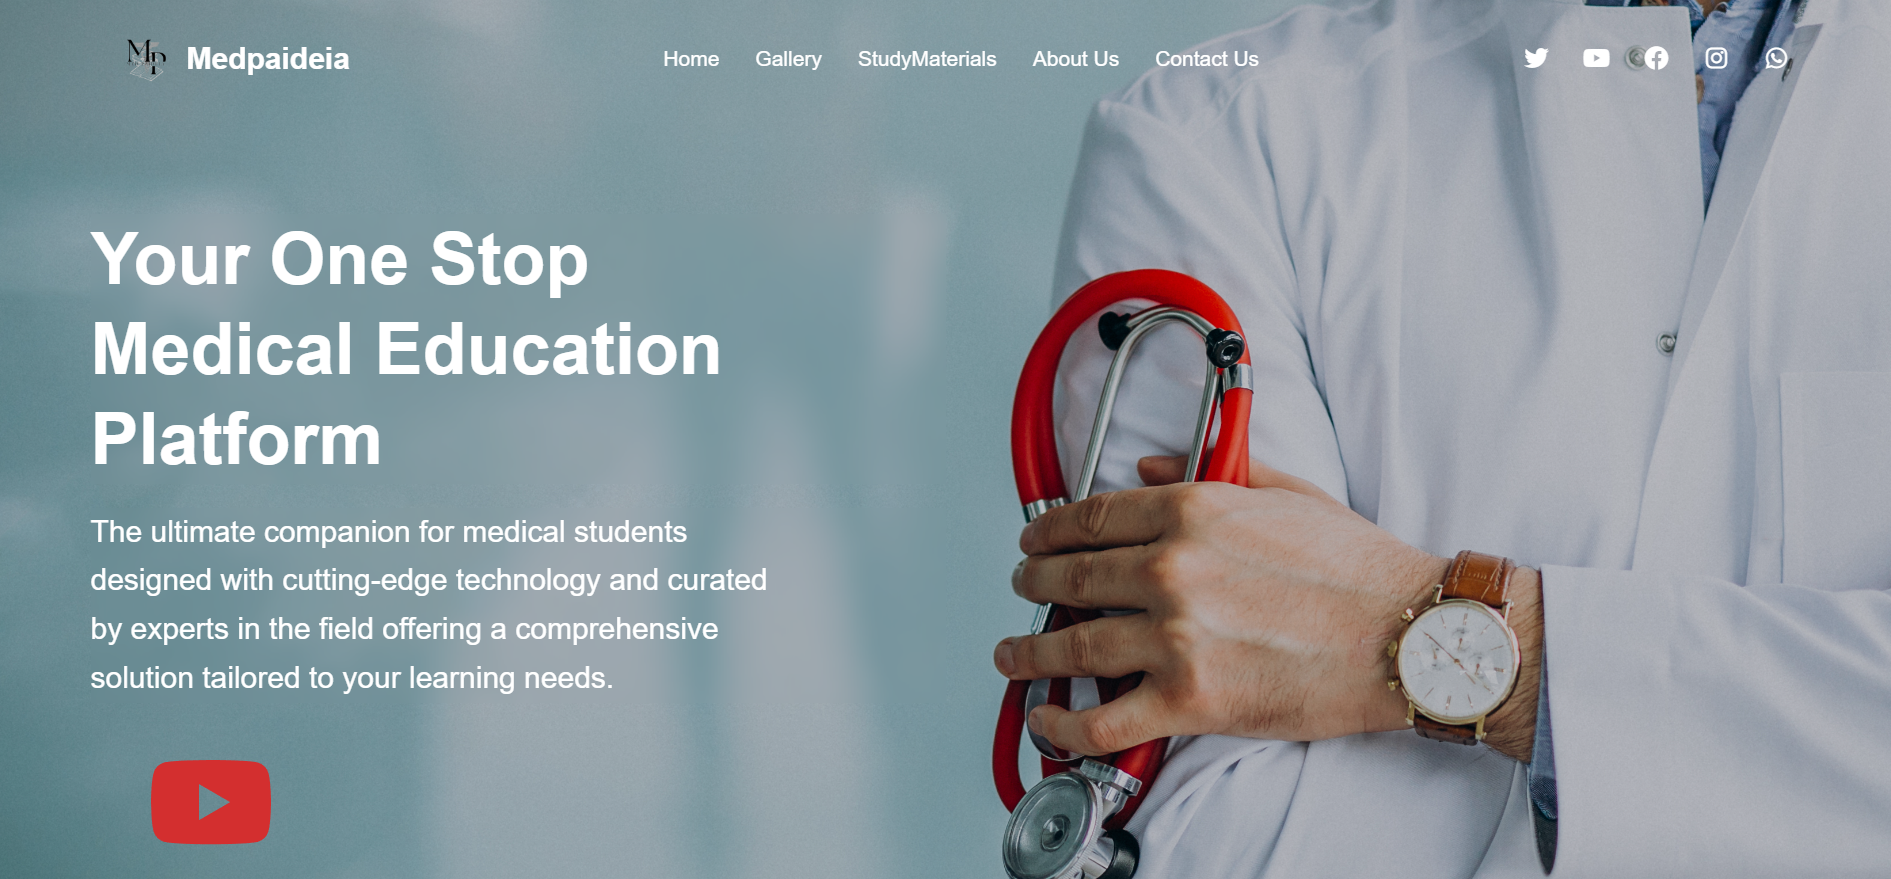 MP Medpaideia
Home Gallery StudyMaterials About Us Contact Us
Your One Stop
Medical Education
Platform
The ultimate companion for medical students
designed with cutting-edge technology and curated
by experts in the field offering a comprehensive
solution tailored to your learning needs.